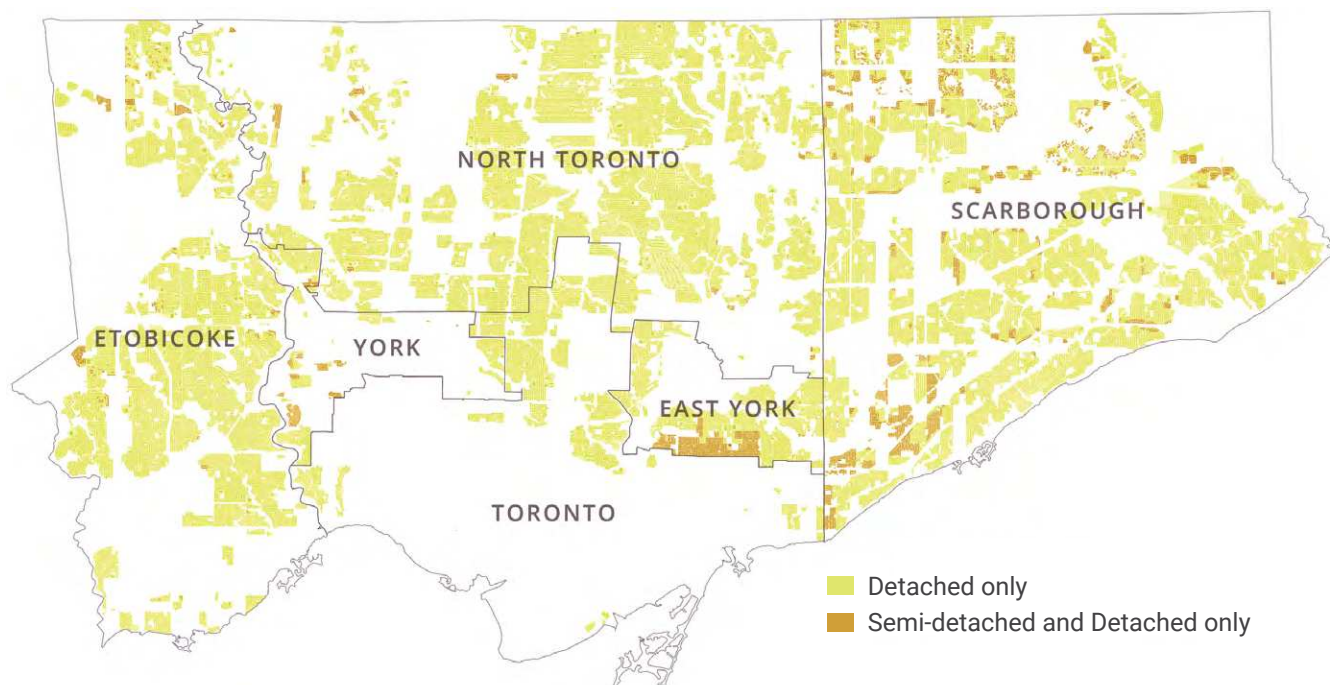 NORTH TORONTO
SCARBOROUGH
ETOBICOKE
YORK
EAST YORK
TORONTO
Detached only
Semi-detached and Detached only